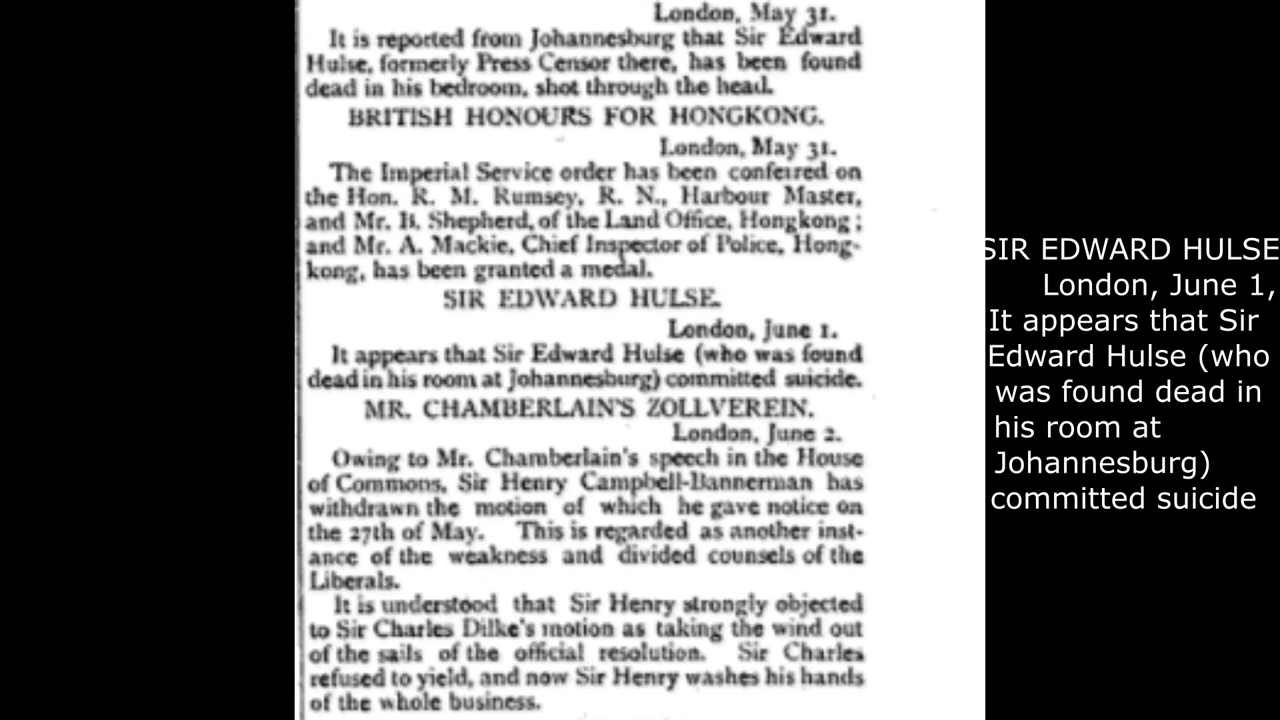 London, May 31.
It is reported from Johannesburg that Sir Edward
Hulse, formerly Press Censor there, has been found
dead in his bedroom, shot through the head.
BRITISH HONOURS FOR HONGKONG.
London, May 31.
The Imperial Service order has been conferred on
the Hon. R. M. Rumsey, R. N., Harbour Master,
and Mr. B. Shepherd, of the Land Office, Hongkong;
and Mr. A. Mackie, Chief Inspector of Police, Hong-
kong, has been granted a medal.
SIR EDWARD HULSE.
London, June 1.
It appears that Sir Edward Hulse (who was found
dead in his room at Johannesburg) committed suicide.
MR. CHAMBERLAIN'S ZOLLVEREIN.
London, June 2.
Owing to Mr. Chamberlain's speech in the House
of Commons, Sir Henry Campbell-Bannerman has
withdrawn the motion of which he gave notice on
the 27th of May. This is regarded as another inst-
ance of the weakness and divided counsels of the
Liberals.
It is understood that Sir Henry strongly objected
to Sir Charles Dilke's motion as taking the wind out
of the sails of the official resolution. Sir Charles
refused to yield, and now Sir Henry washes his hands
of the whole business.
SIR EDWARD HULSE
London, June 1,
It appears that Sir
Edward Hulse (who
was found dead in
his room at
Johannesburg)
committed suicide